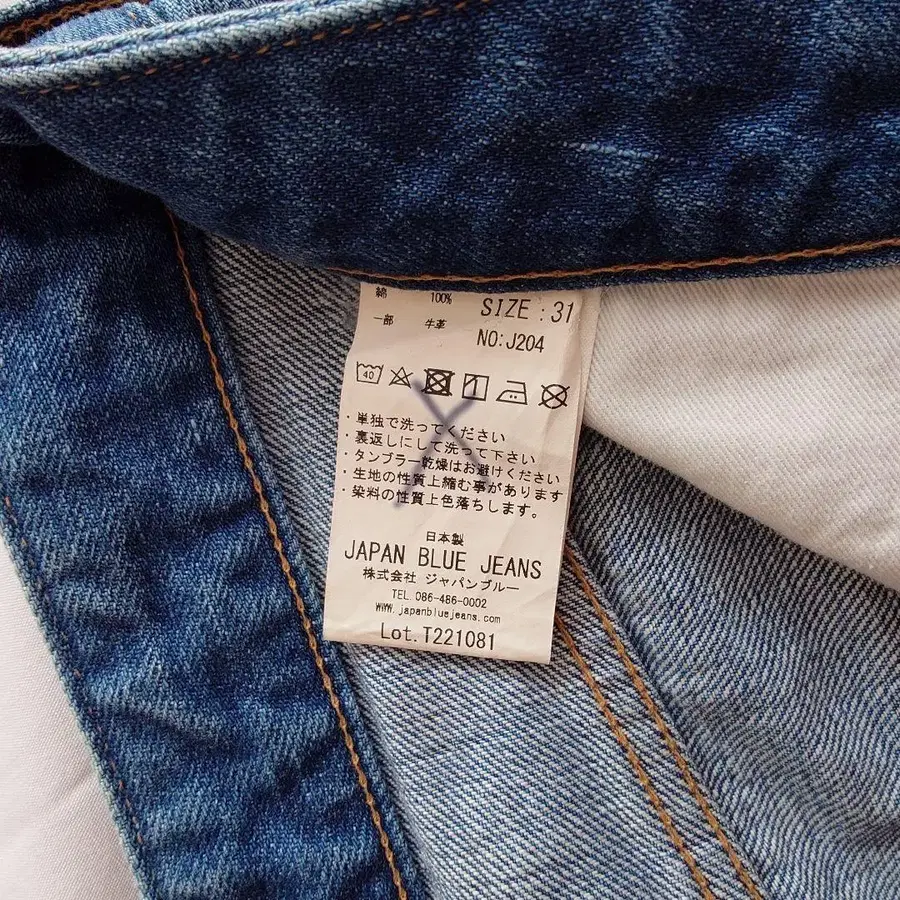 綿 100% SIZE : 31
一部 牛革 NO:J204
40
・単独で洗ってください
・裏返しにして洗って下さい
・タンブラー乾燥はお避けください
・生地の性質上縮む事があります
・染料の性質上色落ちします。
日本製
JAPAN BLUE JEANS
株式会社 ジャパンブルー
TEL. 086-486-0002
www.japanbluejeans.com
Lot.T221081